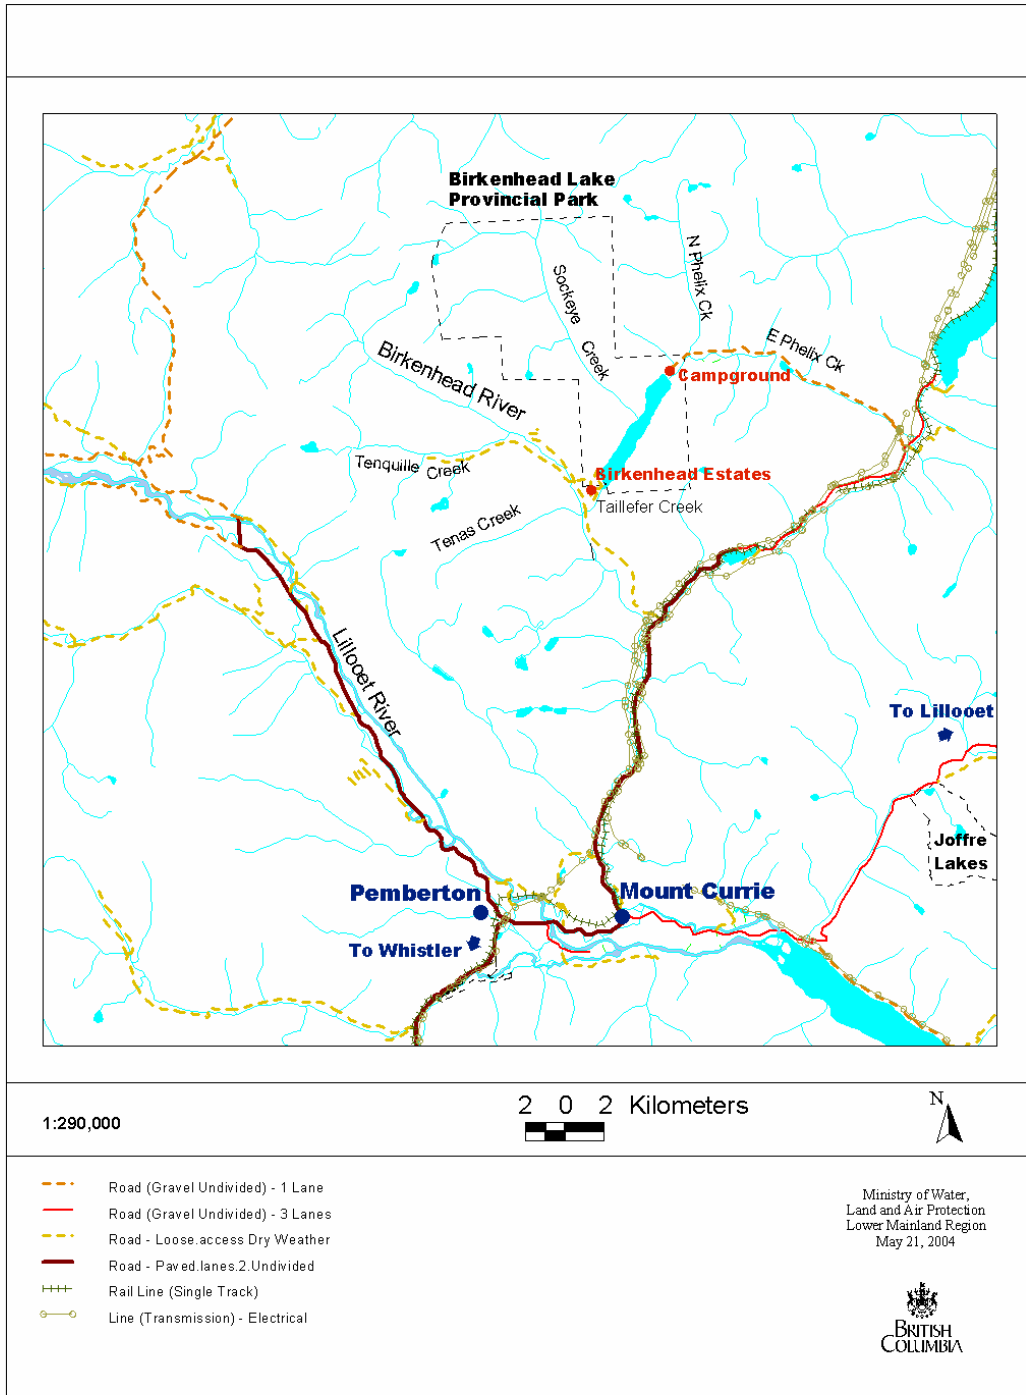 Birkenhead Lake
Provincial Park
N Phelix Ck
Sockeye
Creek
E Phelix Ck
Birkenhead River
Campground
Tenquille Creek
Birkenhead Estates
Taillefer Creek
Tenas Creek
Lillooet River
To Lillooet
Joffre
Lakes
Pemberton
Mount Currie
To Whistler
1:290,000
2 0 2 Kilometers
N
Road (Gravel Undivided) - 1 Lane
Road (Gravel Undivided) - 3 Lanes
Road - Loose.access Dry Weather
Road - Paved.lanes.2.Undivided
Rail Line (Single Track)
Line (Transmission) - Electrical
Ministry of Water,
Land and Air Protection
Lower Mainland Region
May 21, 2004
BRITISH
COLUMBIA